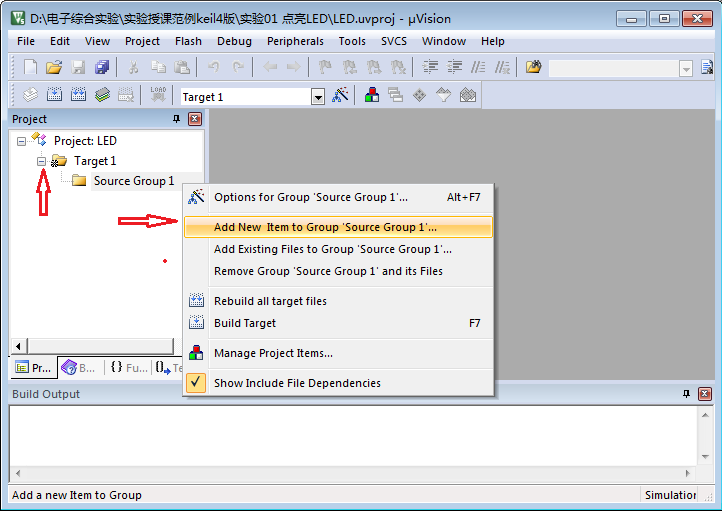 D:\电子综合实验\实验授课范例keil4版\实验01 点亮LED\LED.uvproj - µVision
File Edit View Project Flash Debug Peripherals Tools SVCS Window Help
LOAD
Target 1
Project
Project: LED
Target 1
Source Group 1
Options for Group 'Source Group 1'... Alt+F7
Add New Item to Group 'Source Group 1'...
Add Existing Files to Group 'Source Group 1'...
Remove Group 'Source Group 1' and its Files
Rebuild all target files
Build Target F7
Manage Project Items...
Show Include File Dependencies
Pr... B... {} Fu... 0 Te
Build Output
Add a new Item to Group Simulation